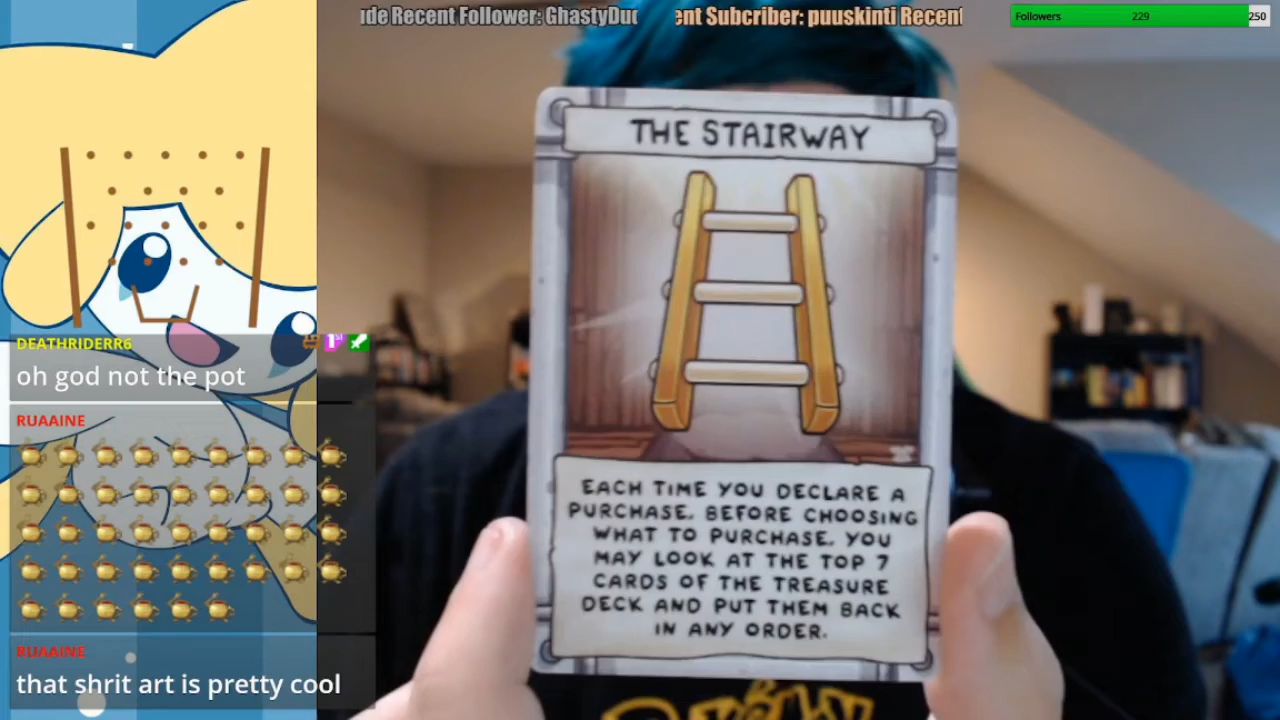 ide Recent Follower: GhastyDud
ent Subcriber: puuskinti Recent
Followers 229 250
THE STAIRWAY
EACH TIME YOU DECLARE A
PURCHASE, BEFORE CHOOSING
WHAT TO PURCHASE, YOU
MAY LOOK AT THE TOP 7
CARDS OF THE TREASURE
DECK AND PUT THEM BACK
IN ANY ORDER.
DEATHRIDERR6 1st
oh god not the pot
RUAAINE
RUAAINE
that shrit art is pretty cool